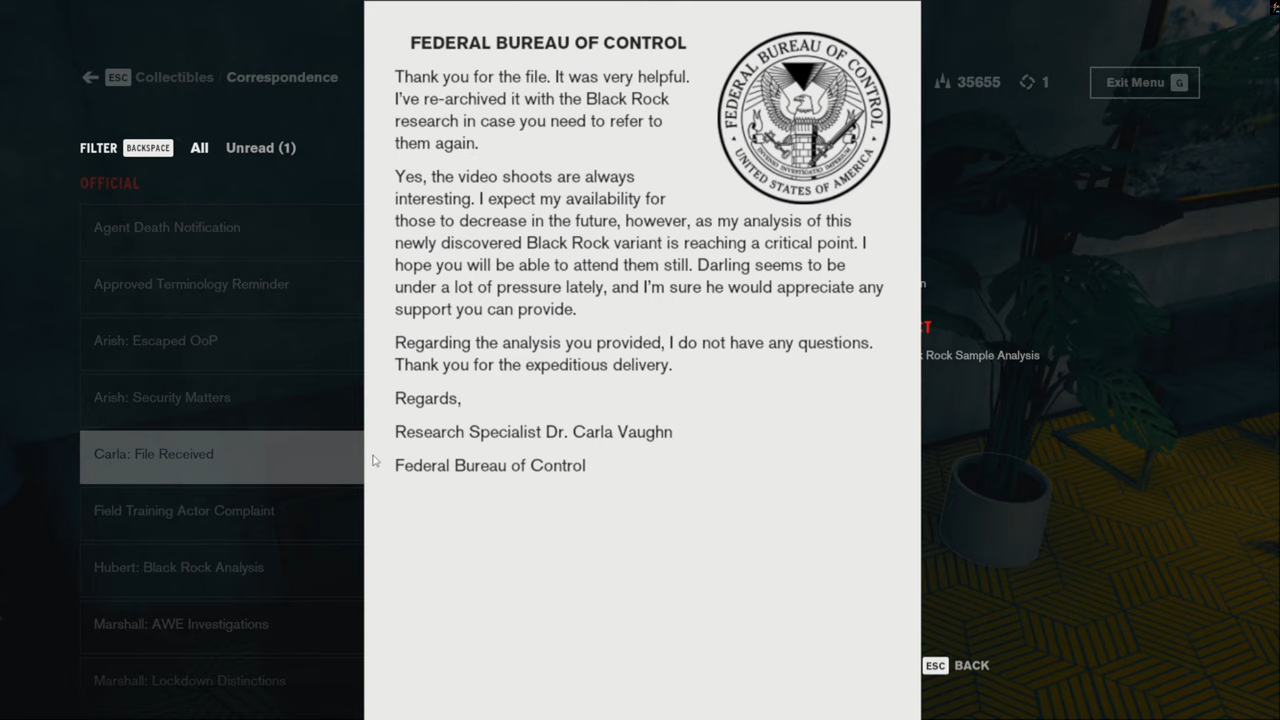 ESC Collectibles / Correspondence
35655 1 Exit Menu G
FILTER BACKSPACE All Unread (1)
OFFICIAL
Agent Death Notification
Approved Terminology Reminder
Arish: Escaped OoP
Arish: Security Matters
Carla: File Received
Field Training Actor Complaint
Hubert: Black Rock Analysis
Marshall: AWE Investigations
Marshall: Lockdown Distinctions
FEDERAL BUREAU OF CONTROL
Thank you for the file. It was very helpful.
I've re-archived it with the Black Rock
research in case you need to refer to
them again.
Yes, the video shoots are always
interesting. I expect my availability for
those to decrease in the future, however, as my analysis of this
newly discovered Black Rock variant is reaching a critical point. I
hope you will be able to attend them still. Darling seems to be
under a lot of pressure lately, and I'm sure he would appreciate any
support you can provide.
Regarding the analysis you provided, I do not have any questions.
Thank you for the expeditious delivery.
Regards,
Research Specialist Dr. Carla Vaughn
Federal Bureau of Control
FEDERAL BUREAU OF CONTROL
UNITED STATES OF AMERICA
Rock Sample Analysis
ESC BACK